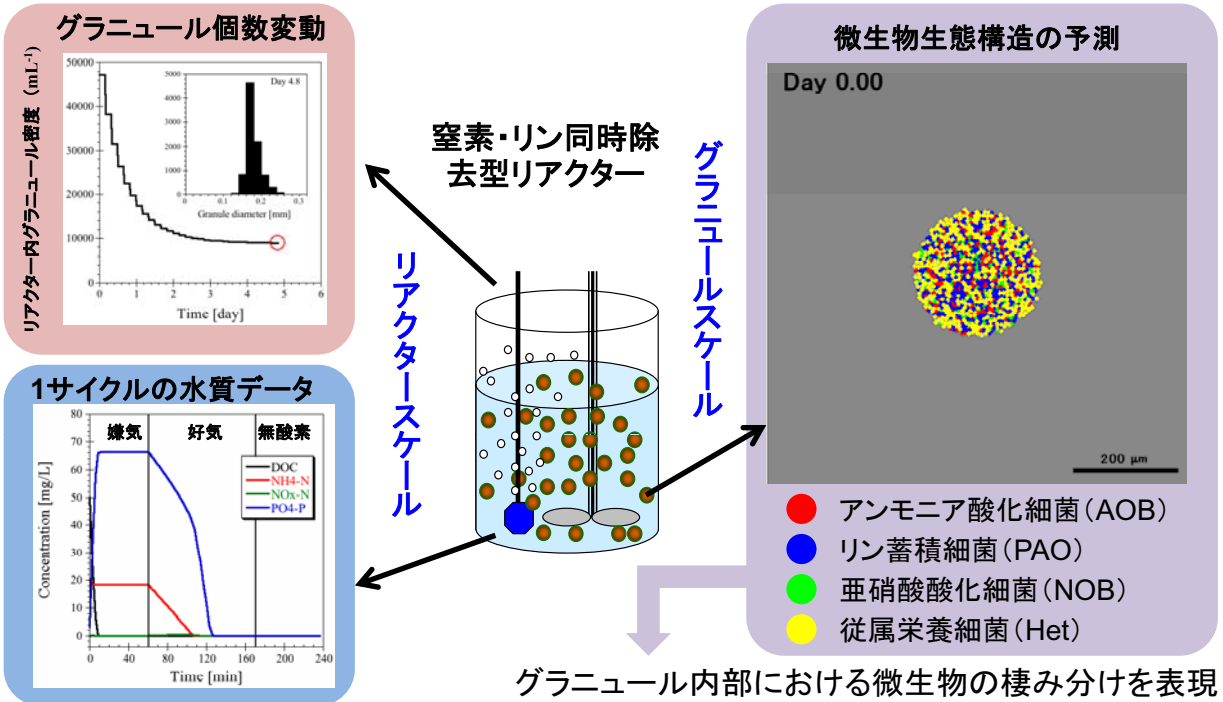 グラニュール個数変動
リアクター内グラニュール密度 (mL-1)
50000
40000
30000
20000
10000
0
0 1 2 3 4 5 6
Time [day]
Day 4.8
5000
4000
3000
2000
1000
0
0 0.1 0.2 0.3
Granule diameter [mm]
1サイクルの水質データ
80
70
60
50
40
30
20
10
0
Concentration [mg/L]
嫌気 好気 無酸素
DOC
NH4-N
NOx-N
PO4-P
0 40 80 120 160 200 240
Time [min]
窒素・リン同時除
去型リアクター
リアクタースケール
グラニュールスケール
微生物生態構造の予測
Day 0.00
200 μm
アンモニア酸化細菌(AOB)
リン蓄積細菌(PAO)
亜硝酸酸化細菌(NOB)
従属栄養細菌(Het)
グラニュール内部における微生物の棲み分けを表現